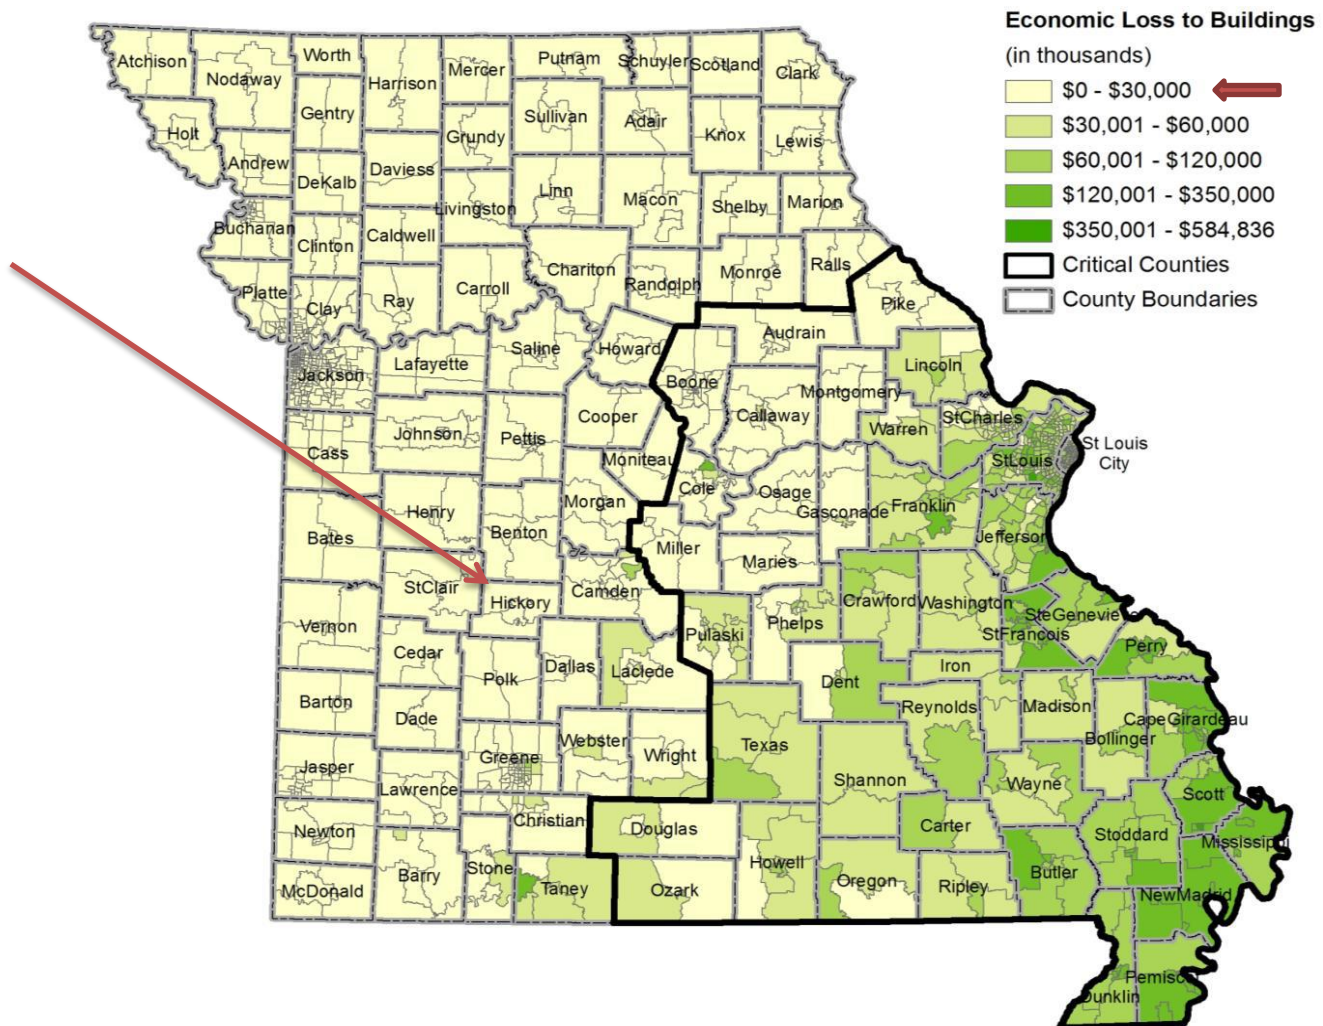 Economic Loss to Buildings
(in thousands)
$0 - $30,000
$30,001 - $60,000
$60,001 - $120,000
$120,001 - $350,000
$350,001 - $584,836
Critical Counties
County Boundaries
Atchison
Nodaway
Worth
Harrison
Mercer
Putnam
Schuyler
Scotland
Clark
Gentry
Holt
Andrew
DeKalb
Daviess
Grundy
Sullivan
Adair
Knox
Lewis
Buchanan
Clinton
Caldwell
Livingston
Linn
Macon
Shelby
Marion
Platte
Clay
Ray
Carroll
Chariton
Randolph
Monroe
Ralls
Pike
Jackson
Lafayette
Saline
Howard
Boone
Audrain
Lincoln
Cass
Johnson
Pettis
Cooper
Moniteau
Callaway
Montgomery
Warren
StCharles
StLouis
St Louis
City
Bates
Henry
Benton
Morgan
Cole
Osage
Gasconade
Franklin
Jefferson
StClair
Hickory
Camden
Miller
Maries
Vernon
Cedar
Polk
Dallas
Laclede
Pulaski
Phelps
Crawford
Washington
SteGenevieve
StFrancois
Perry
Barton
Dade
Greene
Webster
Wright
Texas
Dent
Iron
Reynolds
Madison
Bollinger
CapeGirardeau
Jasper
Lawrence
Christian
Douglas
Shannon
Wayne
Scott
Newton
Stone
Taney
Ozark
Howell
Carter
Butler
Stoddard
Mississippi
McDonald
Barry
Oregon
Ripley
NewMadrid
Dunklin
Pemisc